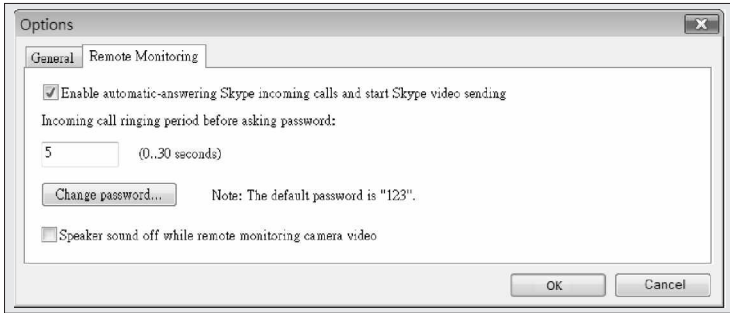 Options
General Remote Monitoring
Enable automatic-answering Skype incoming calls and start Skype video sending
Incoming call ringing period before asking password:
5 (0..30 seconds)
Change password... Note: The default password is "123".
Speaker sound off while remote monitoring camera video
OK Cancel